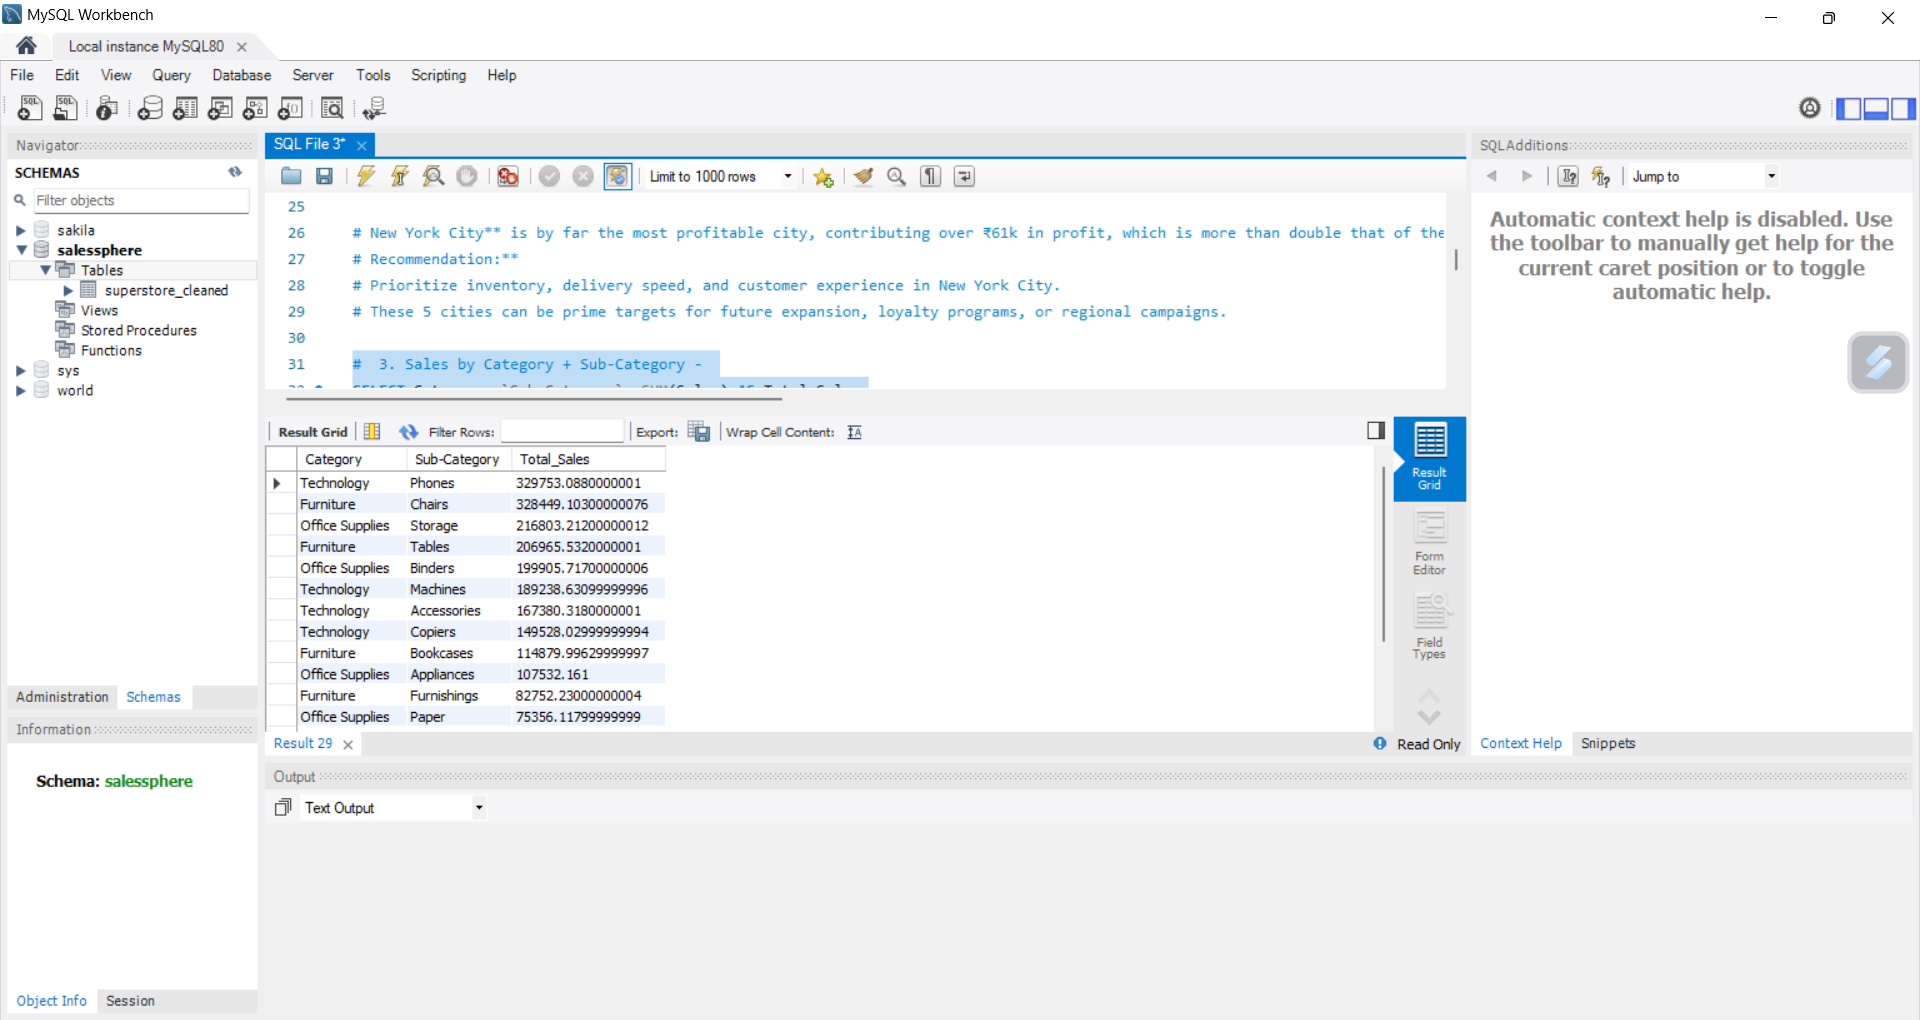 MySQL Workbench
Local instance MySQL80
File Edit View Query Database Server Tools Scripting Help
Navigator
SCHEMAS
Filter objects
sakila
salessphere
Tables
superstore_cleaned
Views
Stored Procedures
Functions
sys
world
Administration Schemas
Information
Schema: salessphere
Object Info Session
SQL File 3*
Limit to 1000 rows
25
26 # New York City** is by far the most profitable city, contributing over ₹61k in profit, which is more than double that of the
27 # Recommendation:**
28 # Prioritize inventory, delivery speed, and customer experience in New York City.
29 # These 5 cities can be prime targets for future expansion, loyalty programs, or regional campaigns.
30
31 # 3. Sales by Category + Sub-Category -
Result Grid Filter Rows: Export: Wrap Cell Content:
Category Sub-Category Total_Sales
Technology Phones 329753.0880000001
Furniture Chairs 328449.10300000076
Office Supplies Storage 216803.21200000012
Furniture Tables 206965.5320000001
Office Supplies Binders 199905.71700000006
Technology Machines 189238.63099999996
Technology Accessories 167380.3180000001
Technology Copiers 149528.02999999994
Furniture Bookcases 114879.99629999997
Office Supplies Appliances 107532.161
Furniture Furnishings 82752.23000000004
Office Supplies Paper 75356.11799999999
Result 29
Read Only
Result
Grid
Form
Editor
Field
Types
Output
Text Output
SQLAdditions
Jump to
Automatic context help is disabled. Use
the toolbar to manually get help for the
current caret position or to toggle
automatic help.
Context Help Snippets